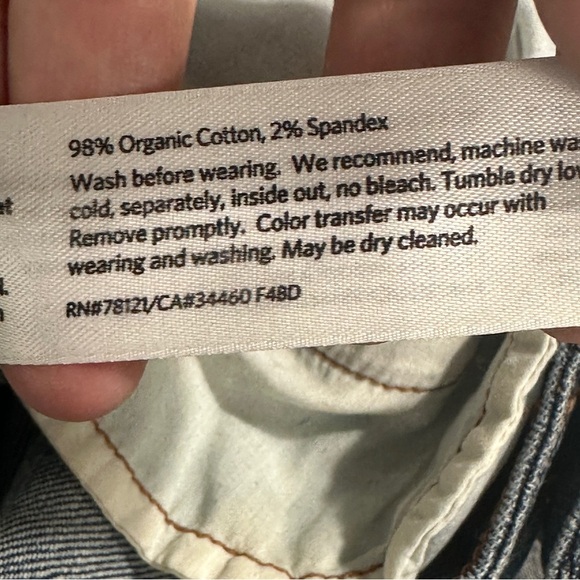 98% Organic Cotton, 2% Spandex
Wash before wearing. We recommend, machine wa
cold, separately, inside out, no bleach. Tumble dry lo
Remove promptly. Color transfer may occur with
wearing and washing. May be dry cleaned.
RN#78121/CA#34460 F48D